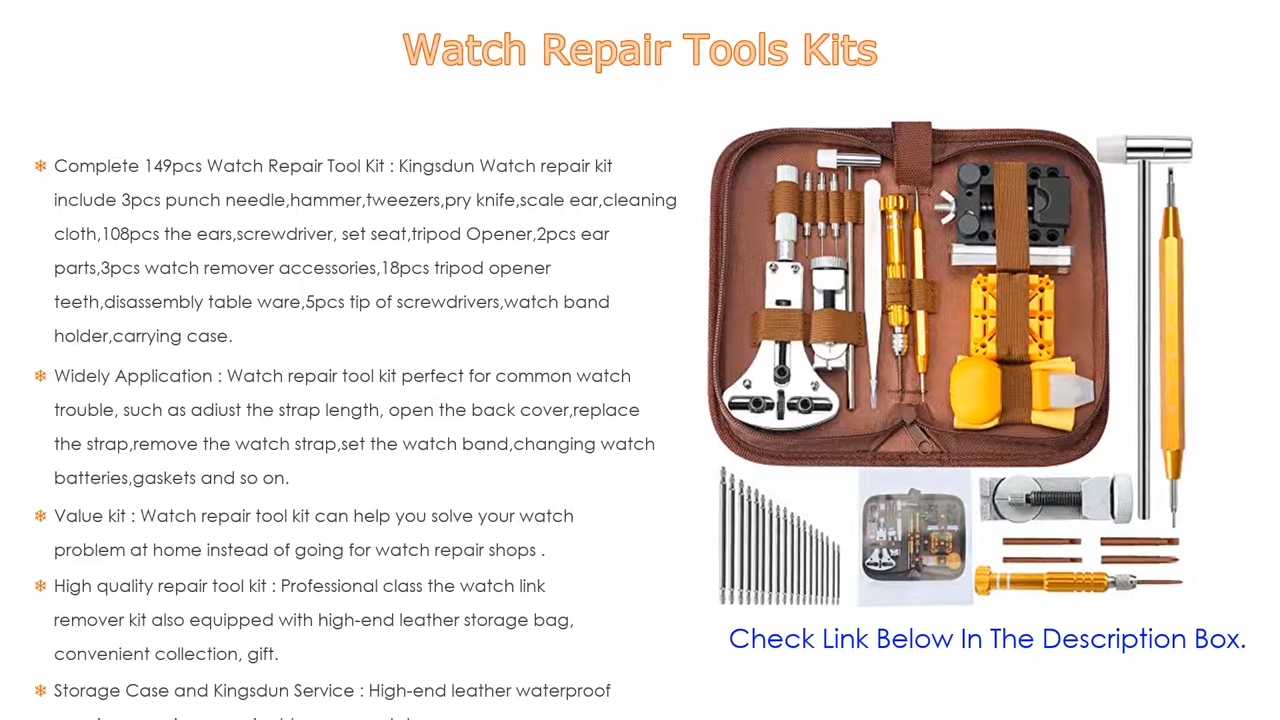 Watch Repair Tools Kits
Complete 149pcs Watch Repair Tool Kit : Kingsdun Watch repair kit
include 3pcs punch needle,hammer,tweezers,pry knife,scale ear,cleaning
cloth,108pcs the ears,screwdriver, set seat,tripod Opener,2pcs ear
parts,3pcs watch remover accessories,18pcs tripod opener
teeth,disassembly table ware,5pcs tip of screwdrivers,watch band
holder,carrying case.
Widely Application : Watch repair tool kit perfect for common watch
trouble, such as adiust the strap length, open the back cover,replace
the strap,remove the watch strap,set the watch band,changing watch
batteries,gaskets and so on.
Value kit : Watch repair tool kit can help you solve your watch
problem at home instead of going for watch repair shops .
High quality repair tool kit : Professional class the watch link
remover kit also equipped with high-end leather storage bag,
convenient collection, gift.
Storage Case and Kingsdun Service : High-end leather waterproof
Check Link Below In The Description Box.